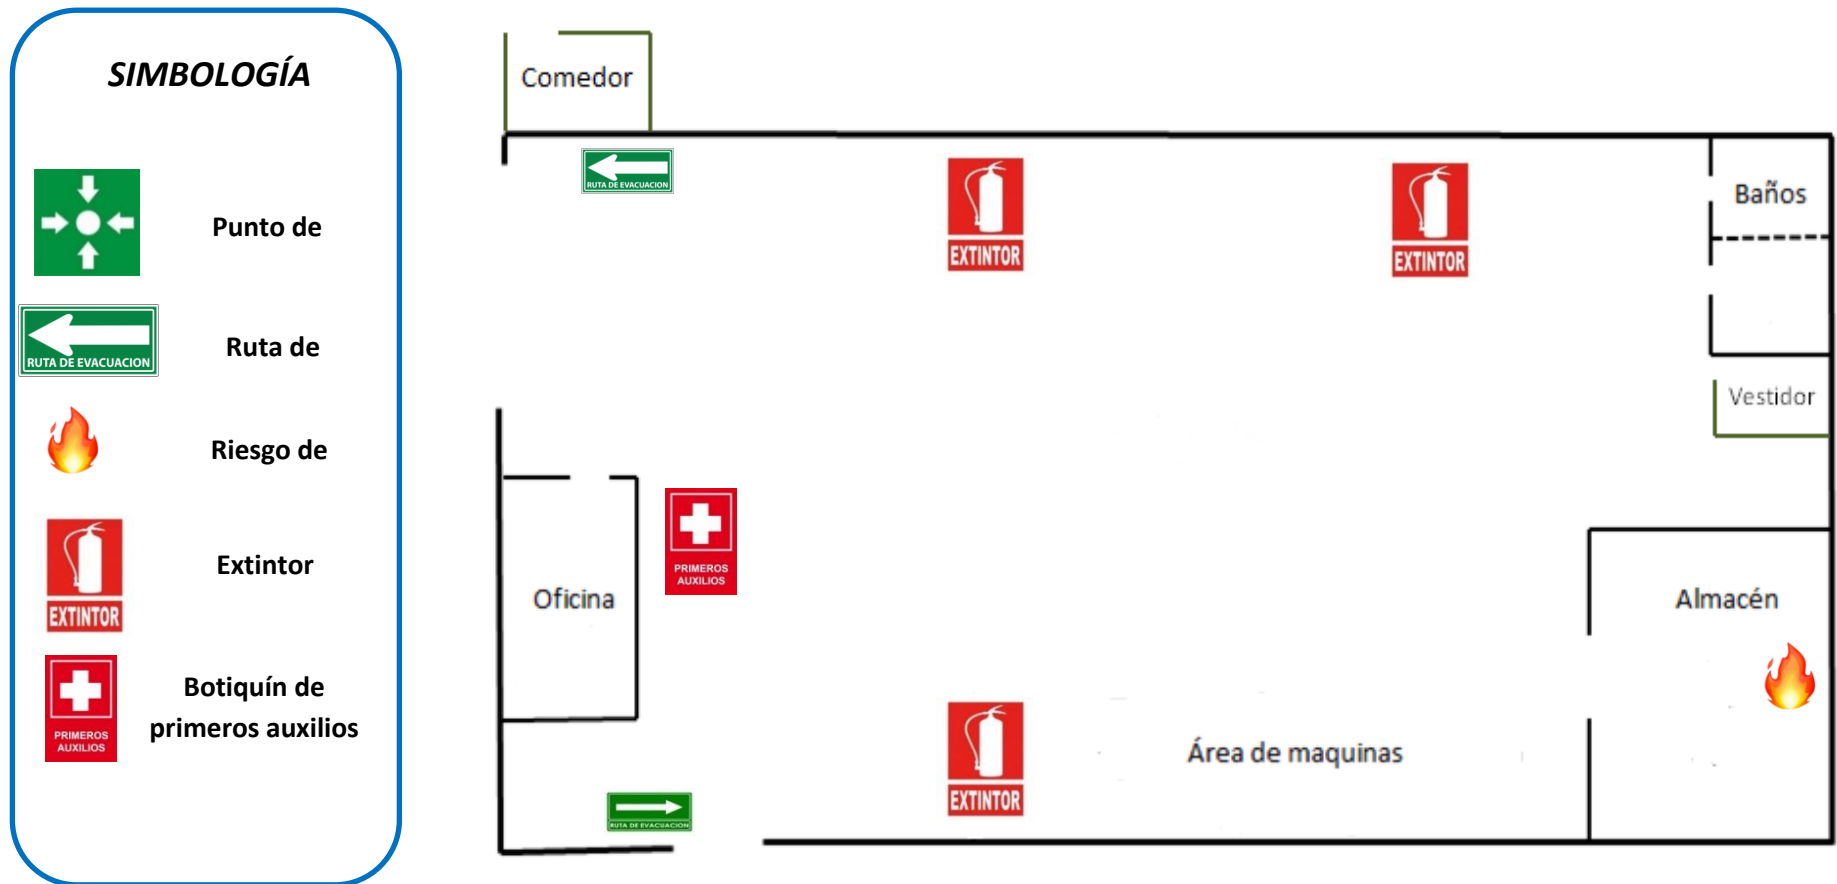 SIMBOLOGÍA
Punto de
RUTA DE EVACUACION
Ruta de
Riesgo de
EXTINTOR
Extintor
PRIMEROS
AUXILIOS
Botiquín de
primeros auxilios
Comedor
RUTA DE EVACUACION
EXTINTOR
EXTINTOR
Baños
Vestidor
PRIMEROS
AUXILIOS
Oficina
Almacén
EXTINTOR
Área de maquinas
RUTA DE EVACUACION